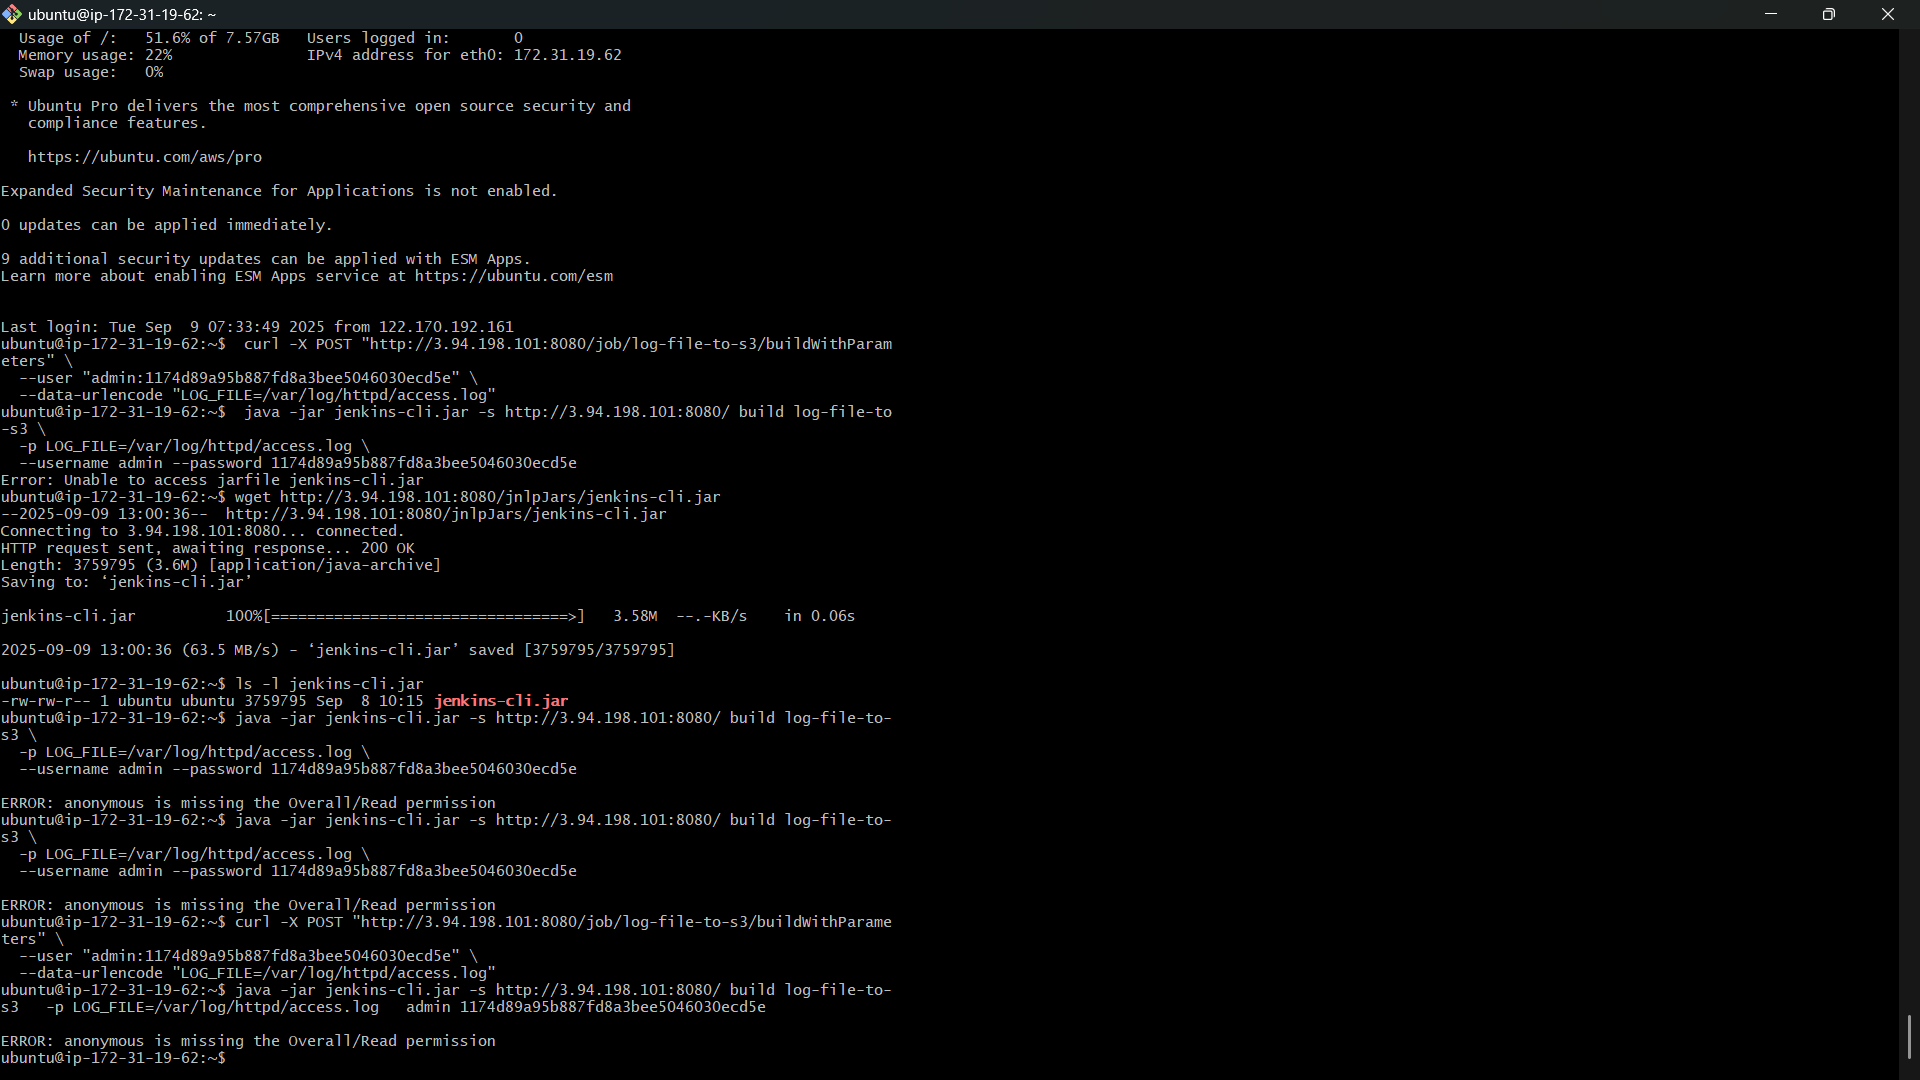 ubuntu@ip-172-31-19-62: ~
Usage of /:   51.6% of 7.57GB   Users logged in:       0
Memory usage: 22%               IPv4 address for eth0: 172.31.19.62
Swap usage:   0%
* Ubuntu Pro delivers the most comprehensive open source security and
compliance features.
https://ubuntu.com/aws/pro
Expanded Security Maintenance for Applications is not enabled.
0 updates can be applied immediately.
9 additional security updates can be applied with ESM Apps.
Learn more about enabling ESM Apps service at https://ubuntu.com/esm
Last login: Tue Sep  9 07:33:49 2025 from 122.170.192.161
ubuntu@ip-172-31-19-62:~$  curl -X POST "http://3.94.198.101:8080/job/log-file-to-s3/buildWithParam
eters" \
--user "admin:1174d89a95b887fd8a3bee5046030ecd5e" \
--data-urlencode "LOG_FILE=/var/log/httpd/access.log"
ubuntu@ip-172-31-19-62:~$  java -jar jenkins-cli.jar -s http://3.94.198.101:8080/ build log-file-to
-s3 \
-p LOG_FILE=/var/log/httpd/access.log \
--username admin --password 1174d89a95b887fd8a3bee5046030ecd5e
Error: Unable to access jarfile jenkins-cli.jar
ubuntu@ip-172-31-19-62:~$ wget http://3.94.198.101:8080/jnlpJars/jenkins-cli.jar
--2025-09-09 13:00:36--  http://3.94.198.101:8080/jnlpJars/jenkins-cli.jar
Connecting to 3.94.198.101:8080... connected.
HTTP request sent, awaiting response... 200 OK
Length: 3759795 (3.6M) [application/java-archive]
Saving to: ‘jenkins-cli.jar’
jenkins-cli.jar          100%[=================================>]   3.58M  --.-KB/s    in 0.06s
2025-09-09 13:00:36 (63.5 MB/s) - ‘jenkins-cli.jar’ saved [3759795/3759795]
ubuntu@ip-172-31-19-62:~$ ls -l jenkins-cli.jar
-rw-rw-r-- 1 ubuntu ubuntu 3759795 Sep  8 10:15 jenkins-cli.jar
ubuntu@ip-172-31-19-62:~$ java -jar jenkins-cli.jar -s http://3.94.198.101:8080/ build log-file-to-
s3 \
-p LOG_FILE=/var/log/httpd/access.log \
--username admin --password 1174d89a95b887fd8a3bee5046030ecd5e
ERROR: anonymous is missing the Overall/Read permission
ubuntu@ip-172-31-19-62:~$ java -jar jenkins-cli.jar -s http://3.94.198.101:8080/ build log-file-to-
s3 \
-p LOG_FILE=/var/log/httpd/access.log \
--username admin --password 1174d89a95b887fd8a3bee5046030ecd5e
ERROR: anonymous is missing the Overall/Read permission
ubuntu@ip-172-31-19-62:~$ curl -X POST "http://3.94.198.101:8080/job/log-file-to-s3/buildWithParame
ters" \
--user "admin:1174d89a95b887fd8a3bee5046030ecd5e" \
--data-urlencode "LOG_FILE=/var/log/httpd/access.log"
ubuntu@ip-172-31-19-62:~$ java -jar jenkins-cli.jar -s http://3.94.198.101:8080/ build log-file-to-
s3   -p LOG_FILE=/var/log/httpd/access.log   admin 1174d89a95b887fd8a3bee5046030ecd5e
ERROR: anonymous is missing the Overall/Read permission
ubuntu@ip-172-31-19-62:~$